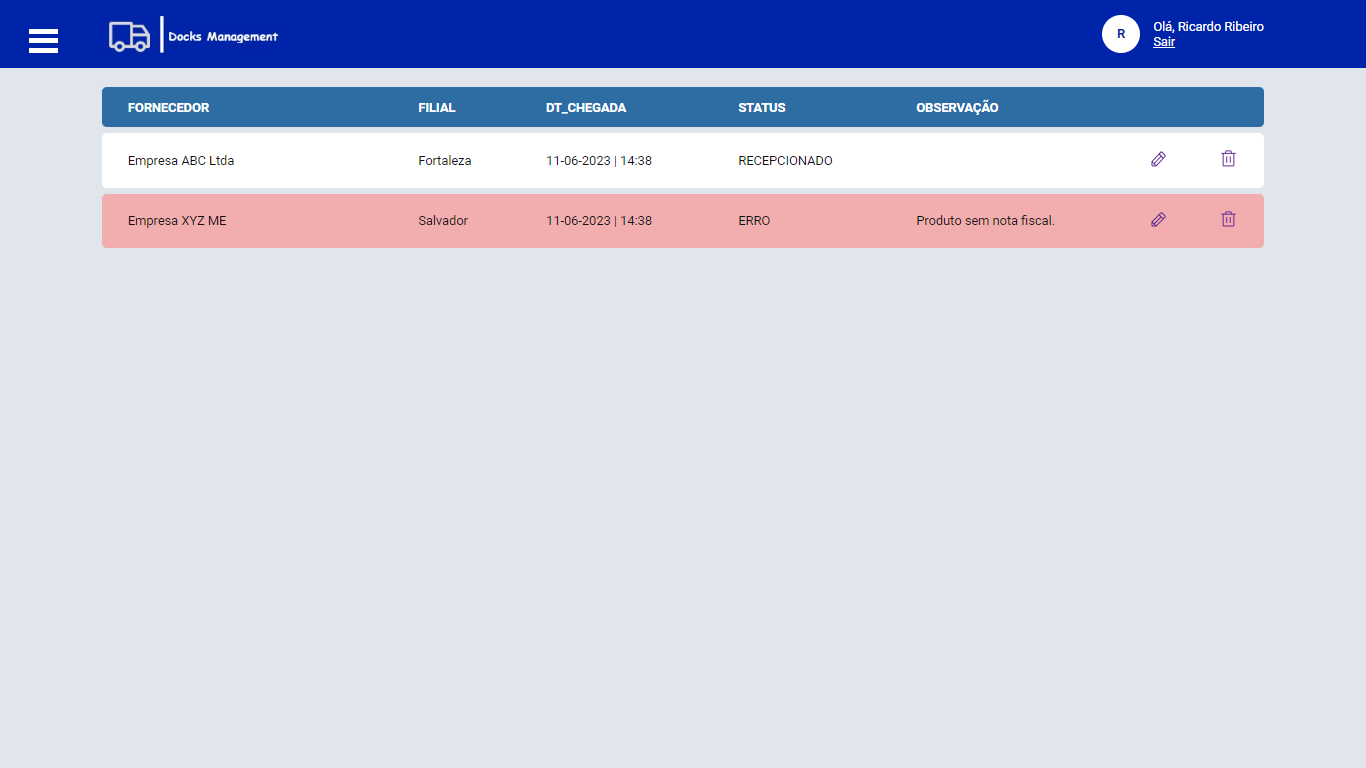 Docks Management
R
Olá, Ricardo Ribeiro
Sair
FORNECEDOR FILIAL DT_CHEGADA STATUS OBSERVAÇÃO
Empresa ABC Ltda Fortaleza 11-06-2023 | 14:38 RECEPCIONADO
Empresa XYZ ME Salvador 11-06-2023 | 14:38 ERRO Produto sem nota fiscal.